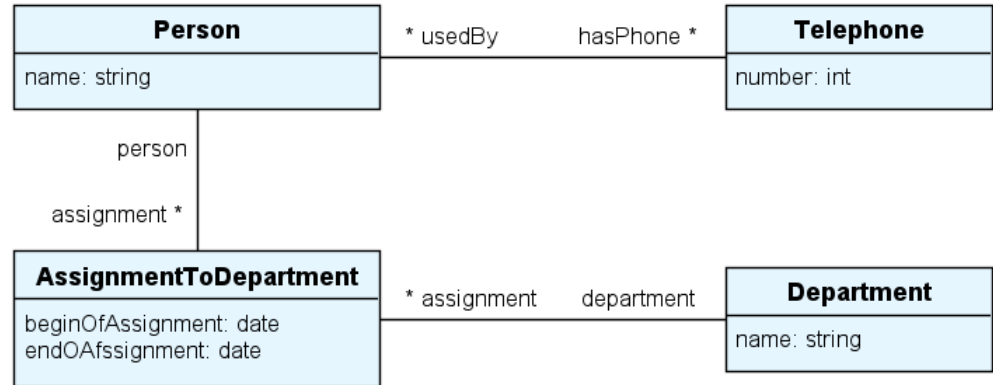 Person
name: string
* usedBy
hasPhone *
Telephone
number: int
person
assignment *
AssignmentToDepartment
beginOfAssignment: date
endOAfssignment: date
* assignment
department
Department
name: string